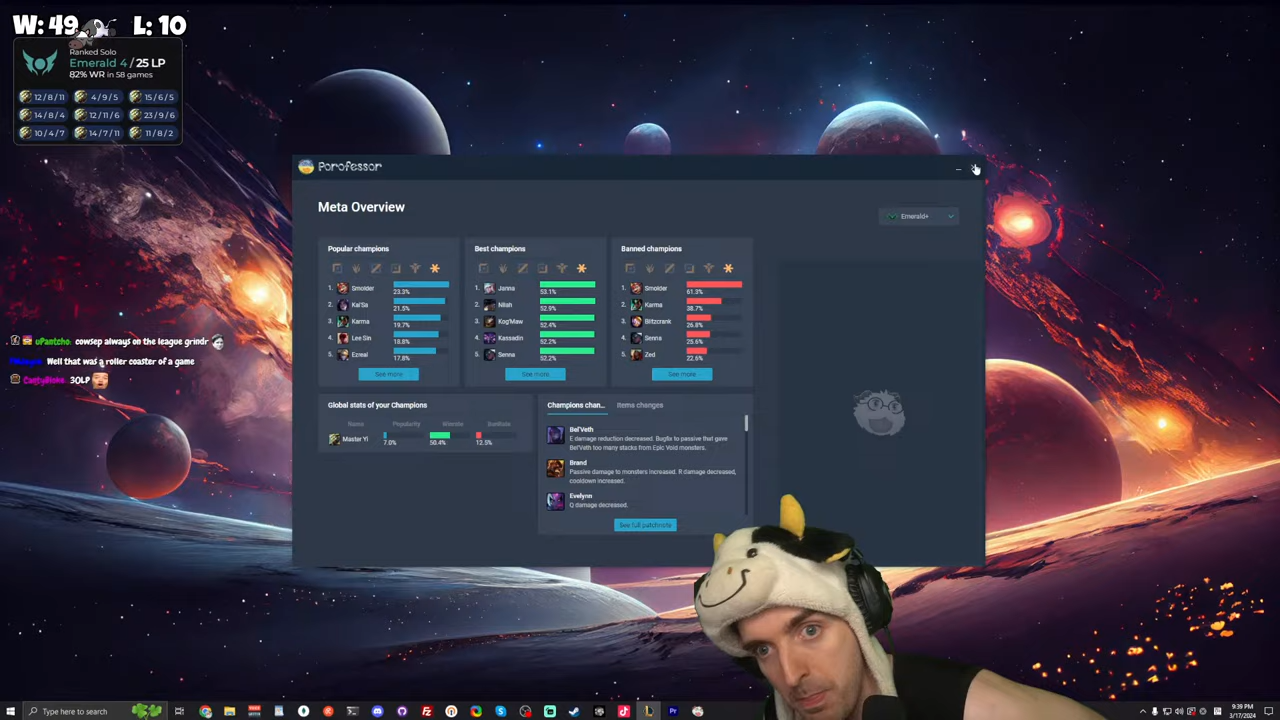 W: 49 L: 10
Ranked Solo
Emerald 4 / 25 LP
82% WR in 58 games
12/8/11 4/9/5 15/6/5
14/8/4 12/11/6 23/9/6
10/4/7 14/7/11 11/8/2
Porofessor
Meta Overview
Emerald+
Popular champions
1. Smolder
23.3%
2. Kai'Sa
21.5%
3. Karma
19.7%
4. Lee Sin
18.8%
5. Ezreal
17.8%
See more
Best champions
1. Janna
53.1%
2. Nilah
52.9%
3. Kog'Maw
52.4%
4. Kassadin
52.2%
5. Senna
52.2%
See more
Banned champions
1. Smolder
61.3%
2. Karma
38.7%
3. Blitzcrank
26.8%
4. Senna
25.6%
5. Zed
22.6%
See more
uPantcho: cowsep always on the league grindr
Well that was a roller coaster of a game
30LP
Global stats of your Champions
Name Popularity Winrate BanRate
Master Yi 7.0% 50.4% 12.5%
Champions chan... Items changes
Bel'Veth
E damage reduction decreased. Bugfix to passive that gave
Bel'Veth too many stacks from Epic Void monsters.
Brand
Passive damage to monsters increased. R damage decreased,
cooldown increased.
Evelynn
Q damage decreased.
See full patchnote
Type here to search
9:39 PM
3/17/2024